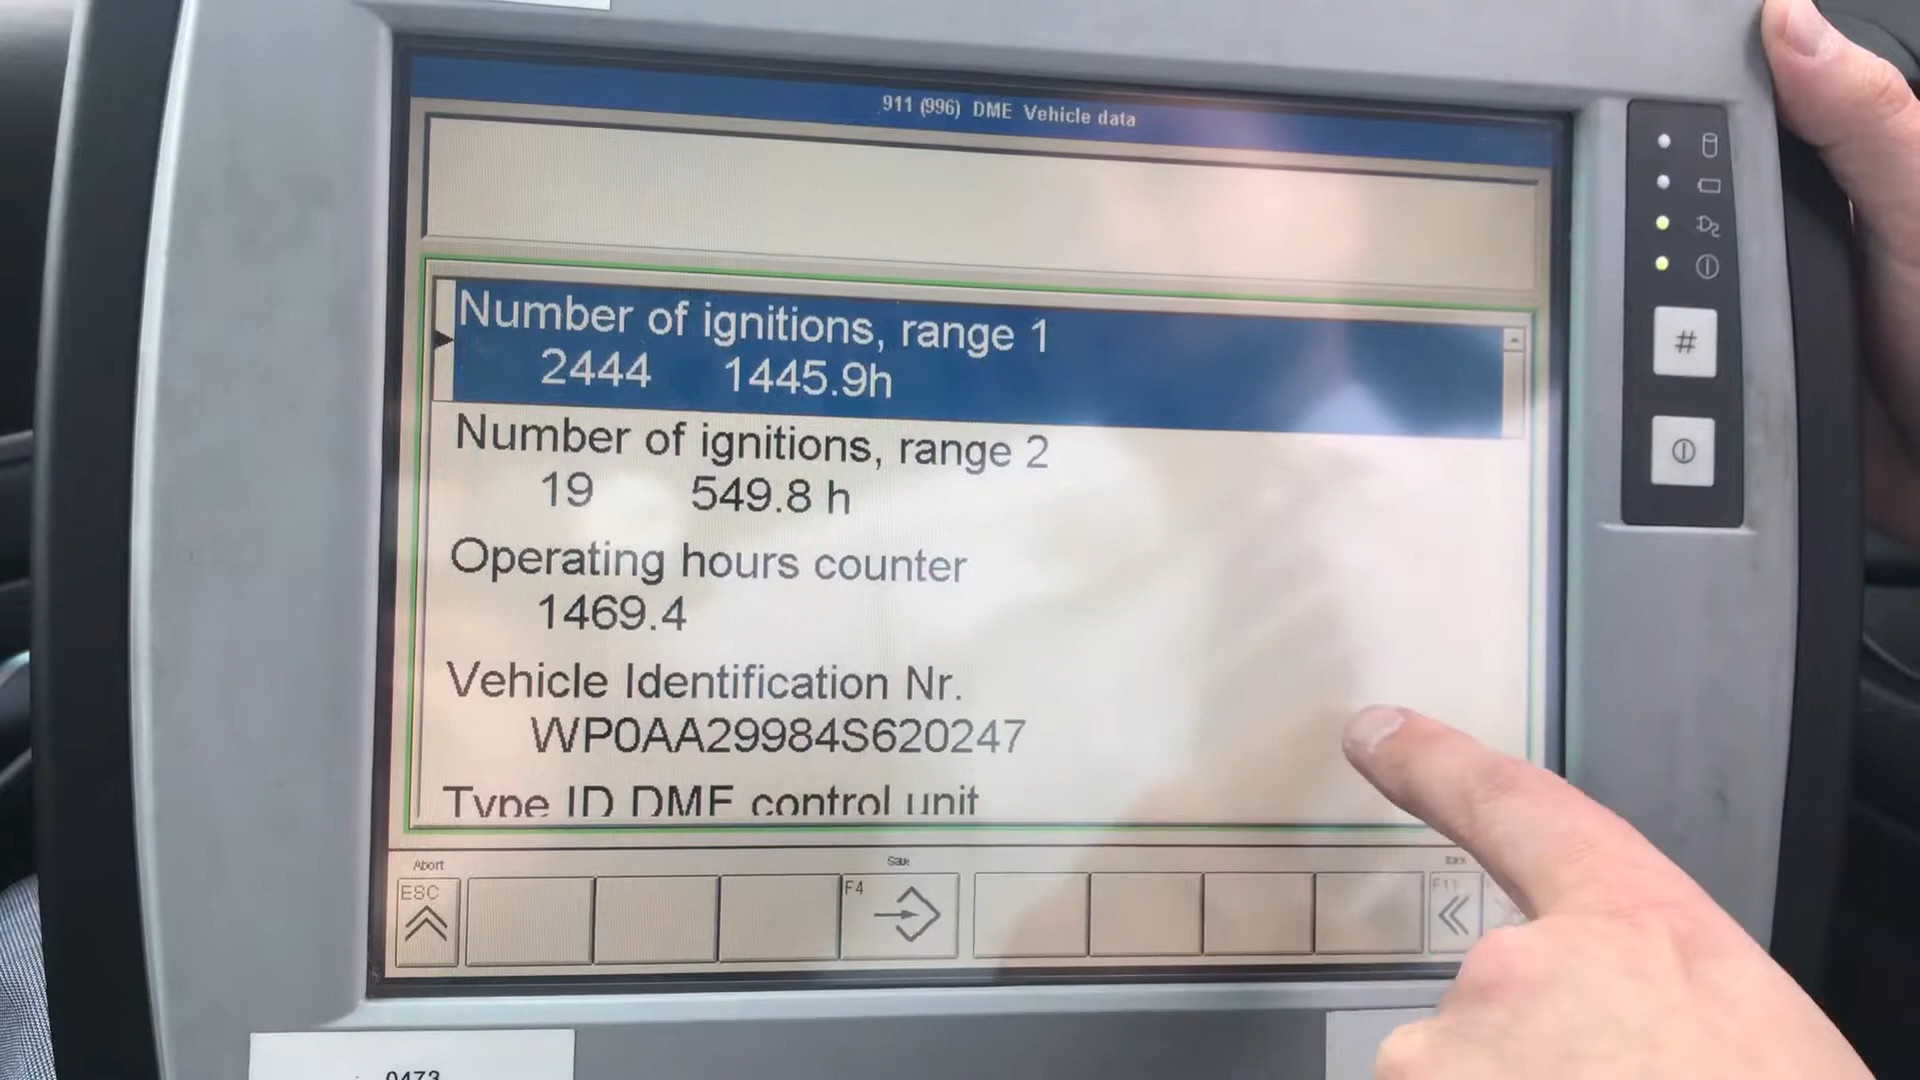 911 (996) DME Vehicle data
Number of ignitions, range 1
2444 1445.9h
Number of ignitions, range 2
19 549.8 h
Operating hours counter
1469.4
Vehicle Identification Nr.
WP0AA29984S620247
Type ID DME control unit
Abort
Save
Back
ESC
F4
F11
#
0473